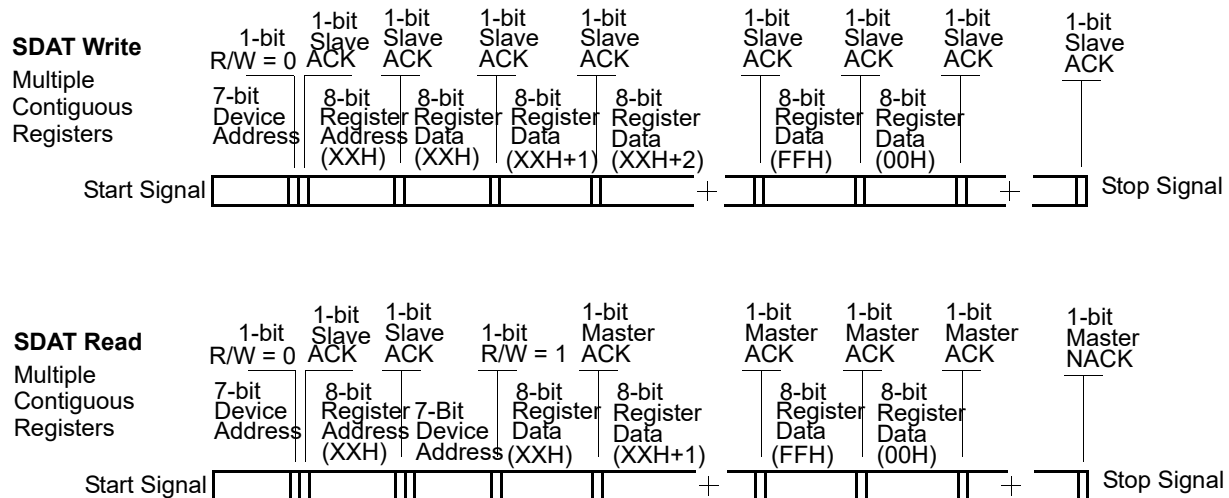 SDAT Write
Multiple
Contiguous
Registers
1-bit
R/W = 0
1-bit
Slave
ACK
1-bit
Slave
ACK
1-bit
Slave
ACK
1-bit
Slave
ACK
1-bit
Slave
ACK
1-bit
Slave
ACK
1-bit
Slave
ACK
1-bit
Slave
ACK
7-bit
Device
Address
8-bit
Register
Address
(XXH)
8-bit
Register
Data
(XXH)
8-bit
Register
Data
(XXH+1)
8-bit
Register
Data
(XXH+2)
8-bit
Register
Data
(FFH)
8-bit
Register
Data
(00H)
Start Signal
Stop Signal
SDAT Read
Multiple
Contiguous
Registers
1-bit
R/W = 0
1-bit
Slave
ACK
1-bit
Slave
ACK
1-bit
R/W = 1
1-bit
Master
ACK
1-bit
Master
ACK
1-bit
Master
ACK
1-bit
Master
ACK
1-bit
Master
NACK
7-bit
Device
Address
8-bit
Register
Address
(XXH)
7-Bit
Device
Address
8-bit
Register
Data
(XXH)
8-bit
Register
Data
(XXH+1)
8-bit
Register
Data
(FFH)
8-bit
Register
Data
(00H)
Start Signal
Stop Signal